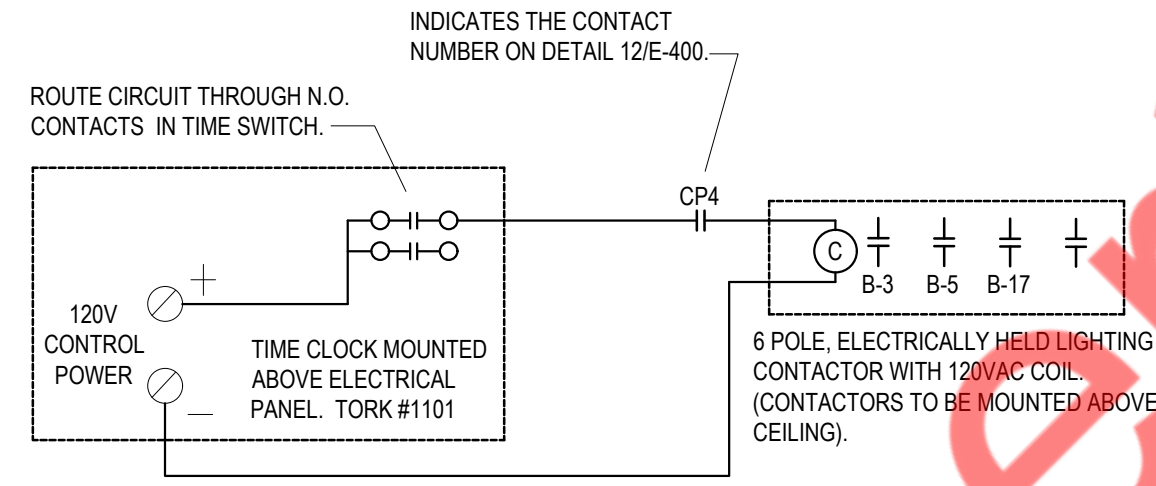 INDICATES THE CONTACT
NUMBER ON DETAIL 12/E-400.
ROUTE CIRCUIT THROUGH N.O.
CONTACTS IN TIME SWITCH.
CP4
+
C
B-3 B-5 B-17
120V
CONTROL
POWER
—
TIME CLOCK MOUNTED
ABOVE ELECTRICAL
PANEL. TORK #1101
6 POLE, ELECTRICALLY HELD LIGHTING
CONTACTOR WITH 120VAC COIL.
(CONTACTORS TO BE MOUNTED ABOVE
CEILING).